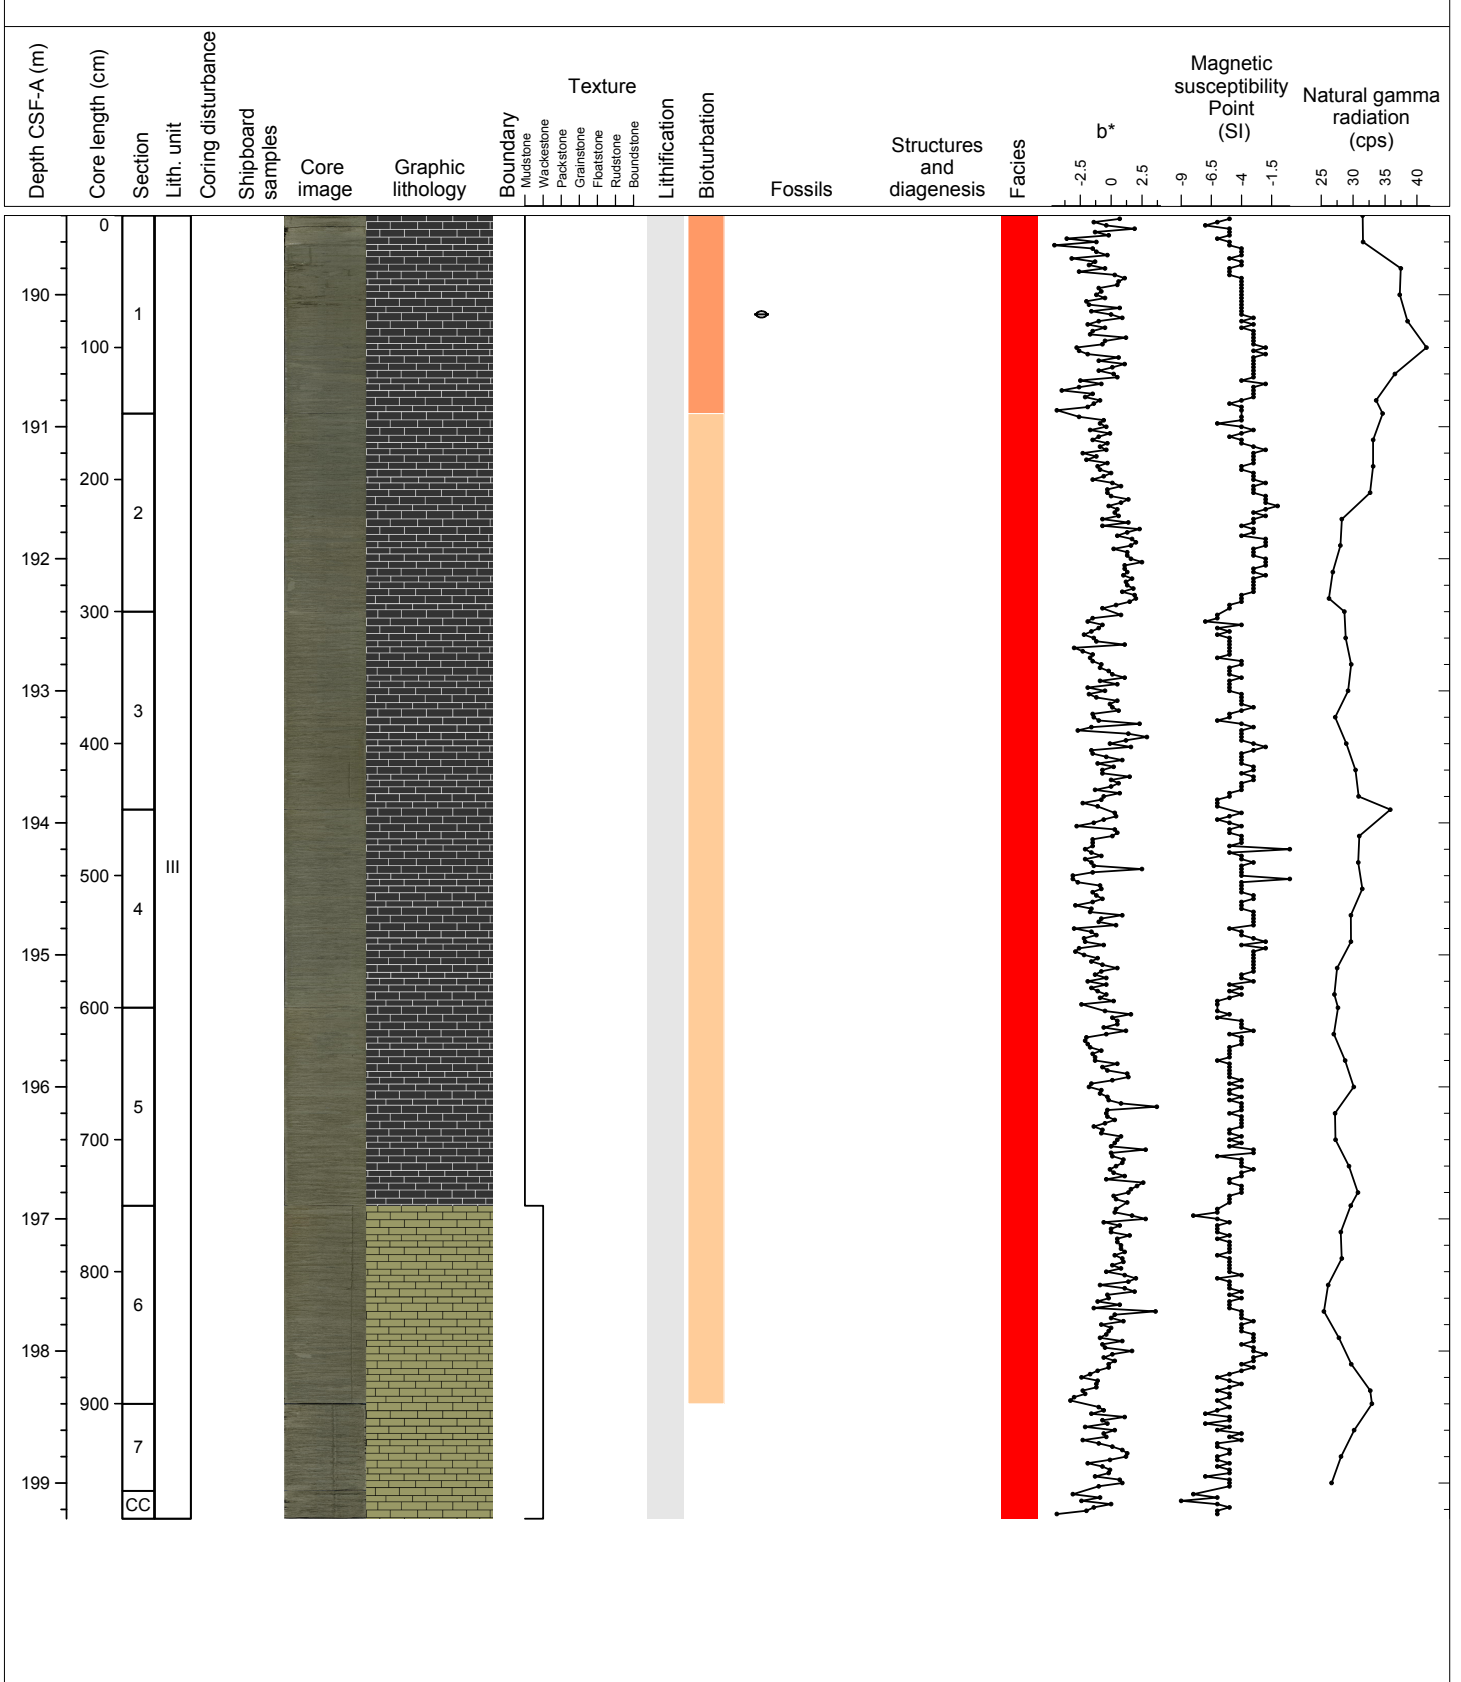 Depth CSF-A (m)
Core length (cm)
Section
Lith. unit
Coring disturbance
Shipboard
samples
Core
image
Graphic
lithology
Boundary
Texture
Mudstone
Wackestone
Packstone
Grainstone
Floatstone
Rudstone
Boundstone
Lithification
Bioturbation
Fossils
Structures
and
diagenesis
Facies
b*
-2.5 0 2.5
Magnetic
susceptibility
Point
(SI)
-9 -6.5 -4 -1.5
Natural gamma
radiation
(cps)
25 30 35 40
0
190
1
100
191
200
2
192
300
193
3
400
194
III
500
4
195
600
196
5
700
197
800
6
198
900
7
199
CC